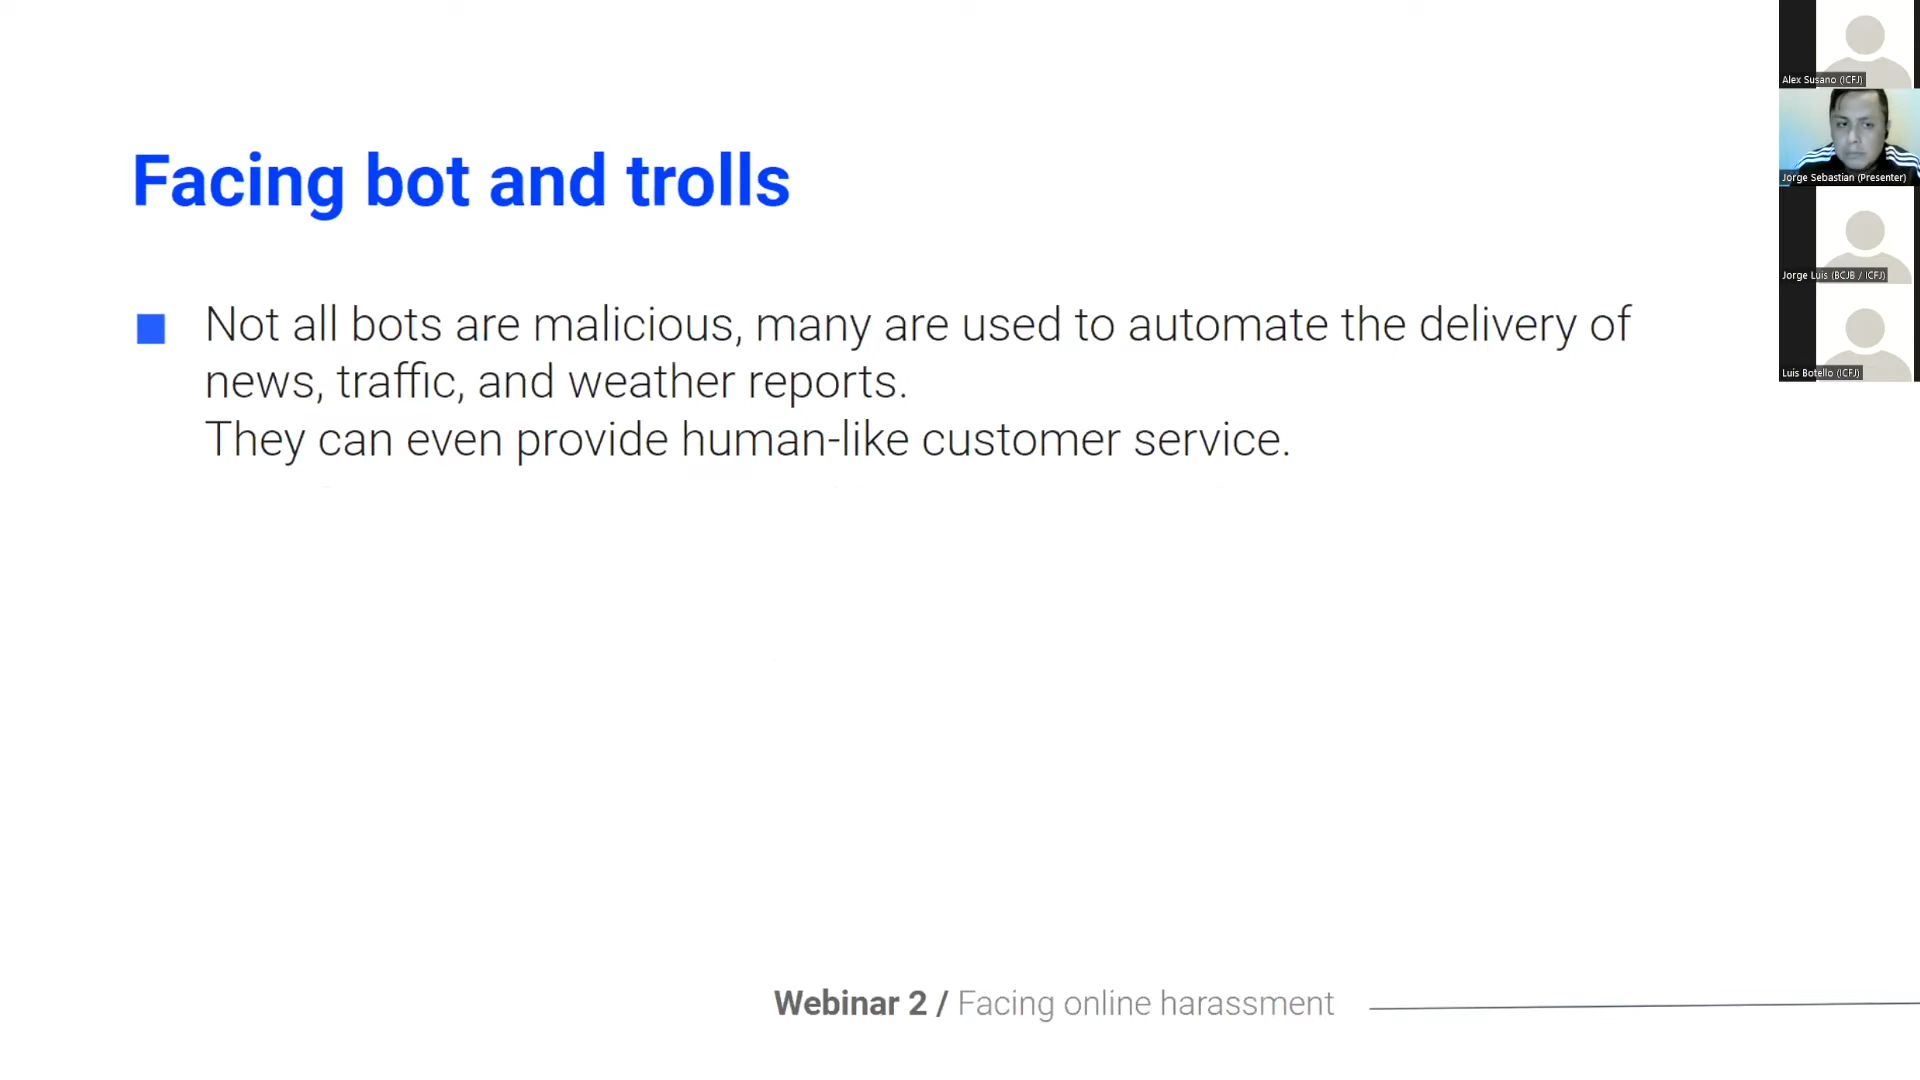 Facing bot and trolls
Not all bots are malicious, many are used to automate the delivery of
news, traffic, and weather reports.
They can even provide human-like customer service.
Webinar 2 / Facing online harassment
Alex Susano (ICFJ)
Jorge Sebastian (Presenter)
Jorge Luis (BCJB / ICFJ)
Luis Botello (ICFJ)